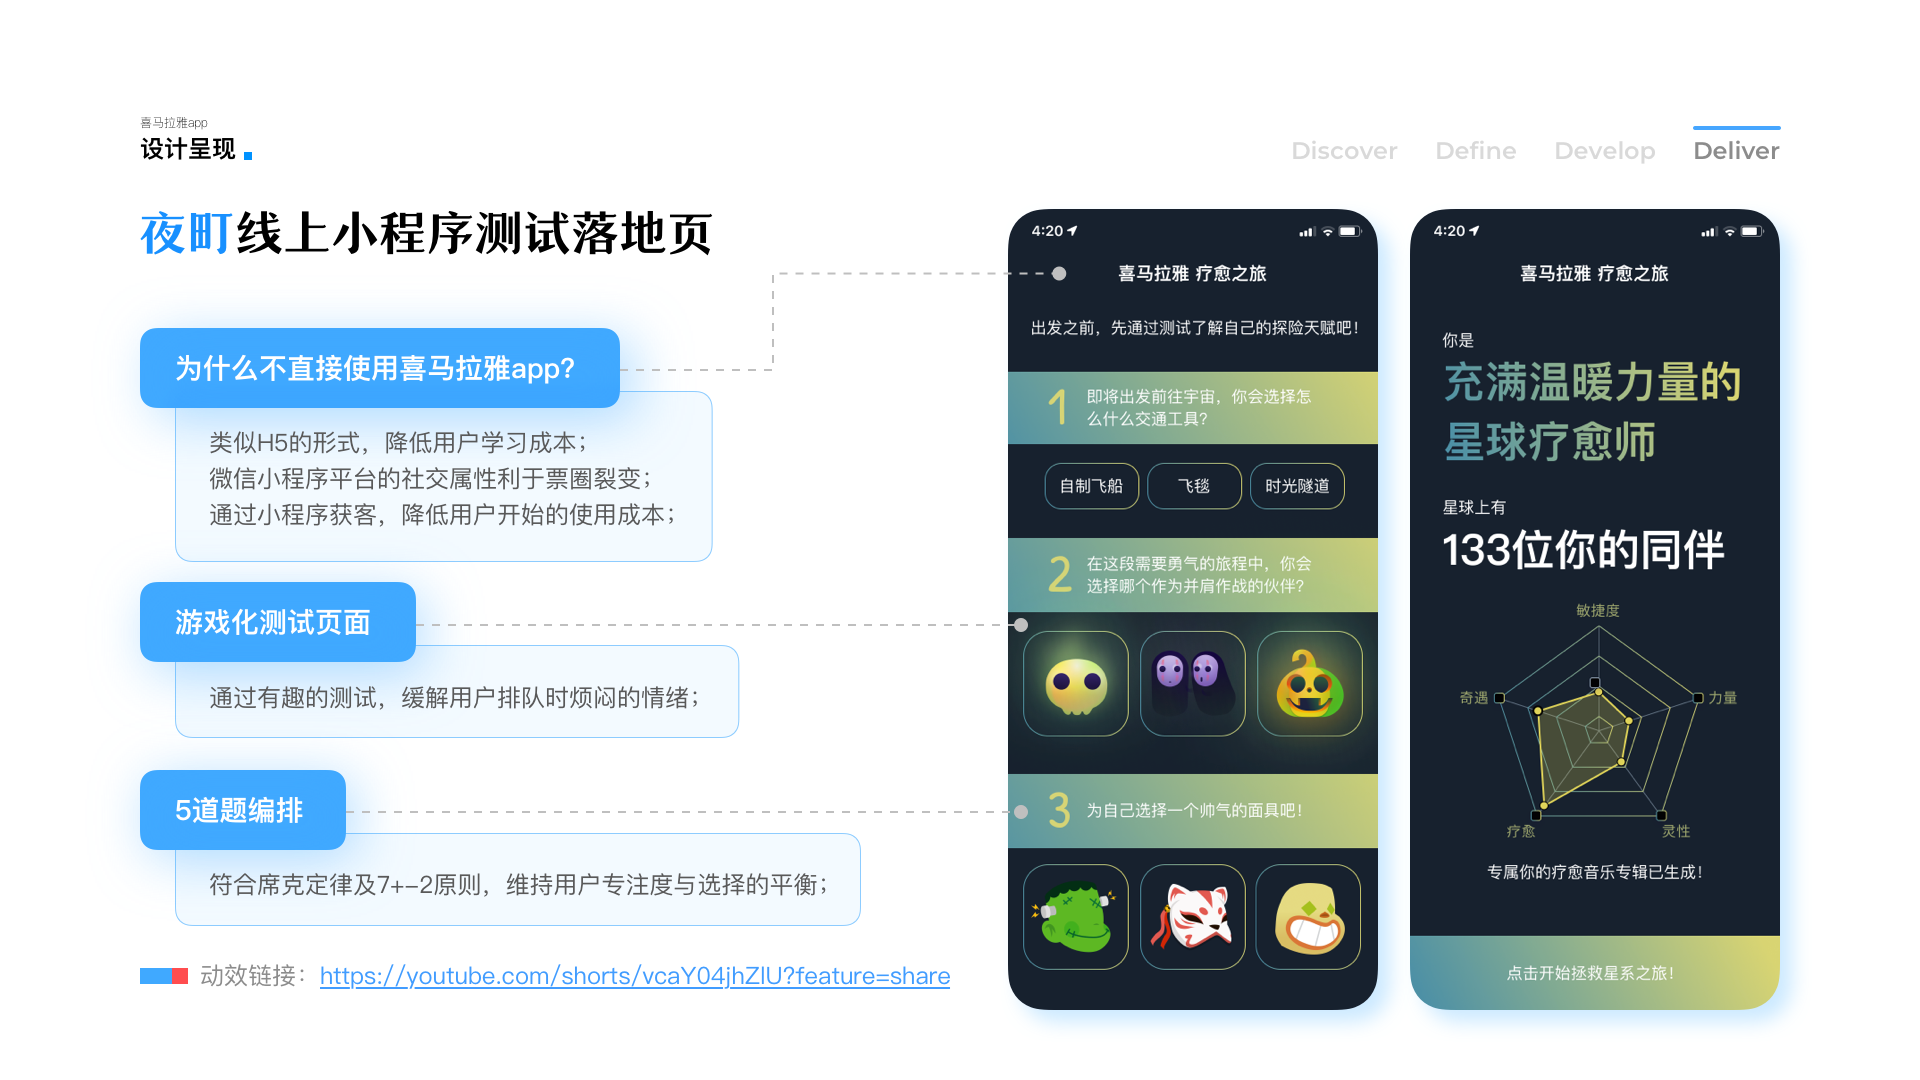 喜马拉雅app
设计呈现
Discover
Define
Develop
Deliver
夜町线上小程序测试落地页
为什么不直接使用喜马拉雅app?
类似H5的形式，降低用户学习成本；
微信小程序平台的社交属性利于票圈裂变；
通过小程序获客，降低用户开始的使用成本；
游戏化测试页面
通过有趣的测试，缓解用户排队时烦闷的情绪；
5道题编排
符合席克定律及7+-2原则，维持用户专注度与选择的平衡；
动效链接：https://youtube.com/shorts/vcaY04jhZlU?feature=share
4:20
喜马拉雅 疗愈之旅
出发之前，先通过测试了解自己的探险天赋吧！
1
即将出发前往宇宙，你会选择怎
么什么交通工具?
自制飞船
飞毯
时光隧道
2
在这段需要勇气的旅程中，你会
选择哪个作为并肩作战的伙伴?
3
为自己选择一个帅气的面具吧！
4:20
喜马拉雅 疗愈之旅
你是
充满温暖力量的
星球疗愈师
星球上有
133位你的同伴
敏捷度
奇遇
力量
疗愈
灵性
专属你的疗愈音乐专辑已生成！
点击开始拯救星系之旅！